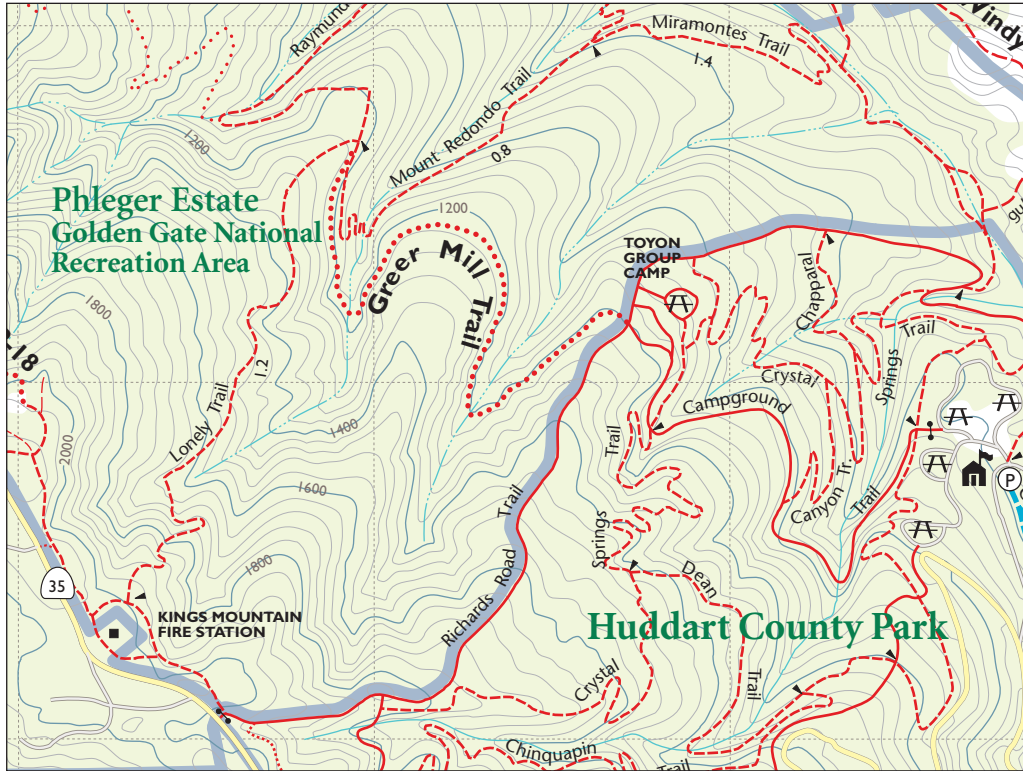 Raymund
Miramontes Trail
1.4
Windy
Mount Redondo Trail
0.8
1200
Phleger Estate
Golden Gate National
Recreation Area
1200
Greer Mill Trail
TOYON
GROUP
CAMP
gu
1800
-18
Chapparal
Trail
Springs
Crystal
Canyon Tr.
Campground
Trail
Lonely Trail
1.2
1400
2000
1600
1800
Springs
Trail
P
Richards Road
Trail
Dean
Trail
35
KINGS MOUNTAIN
FIRE STATION
Huddart County Park
Crystal
Chinquapin
Trail